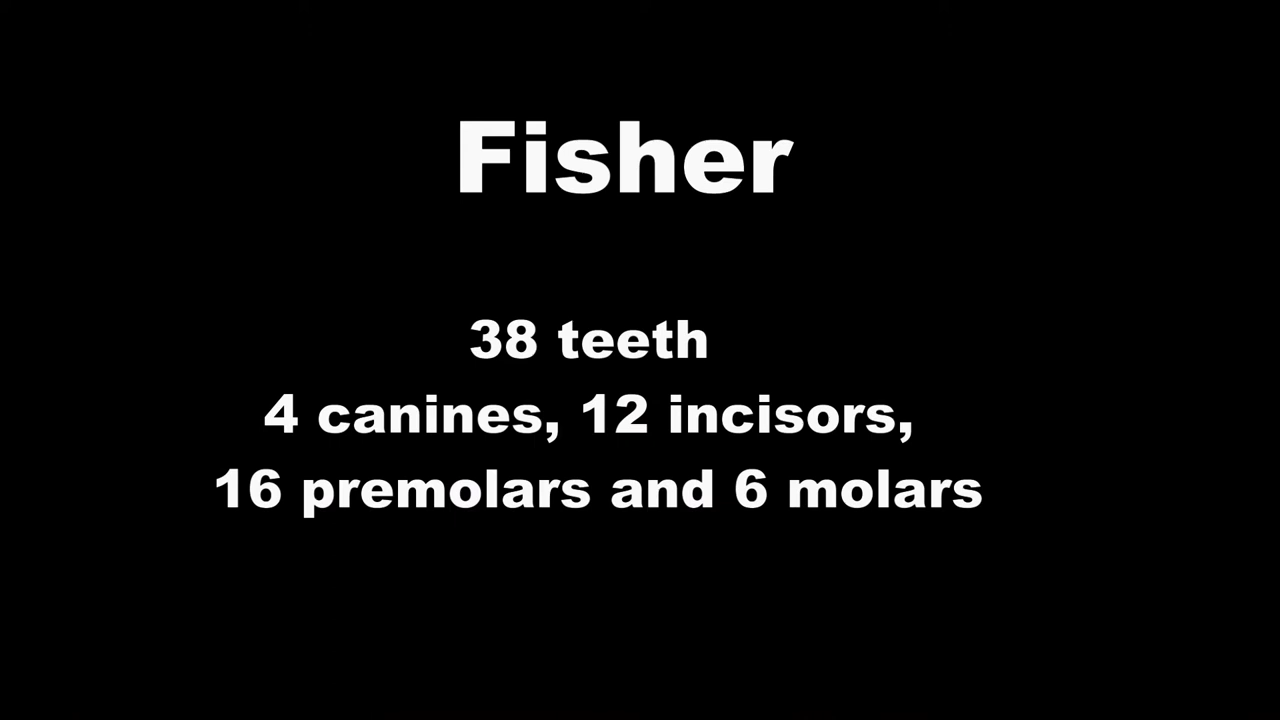 Fisher
38 teeth
4 canines, 12 incisors,
16 premolars and 6 molars